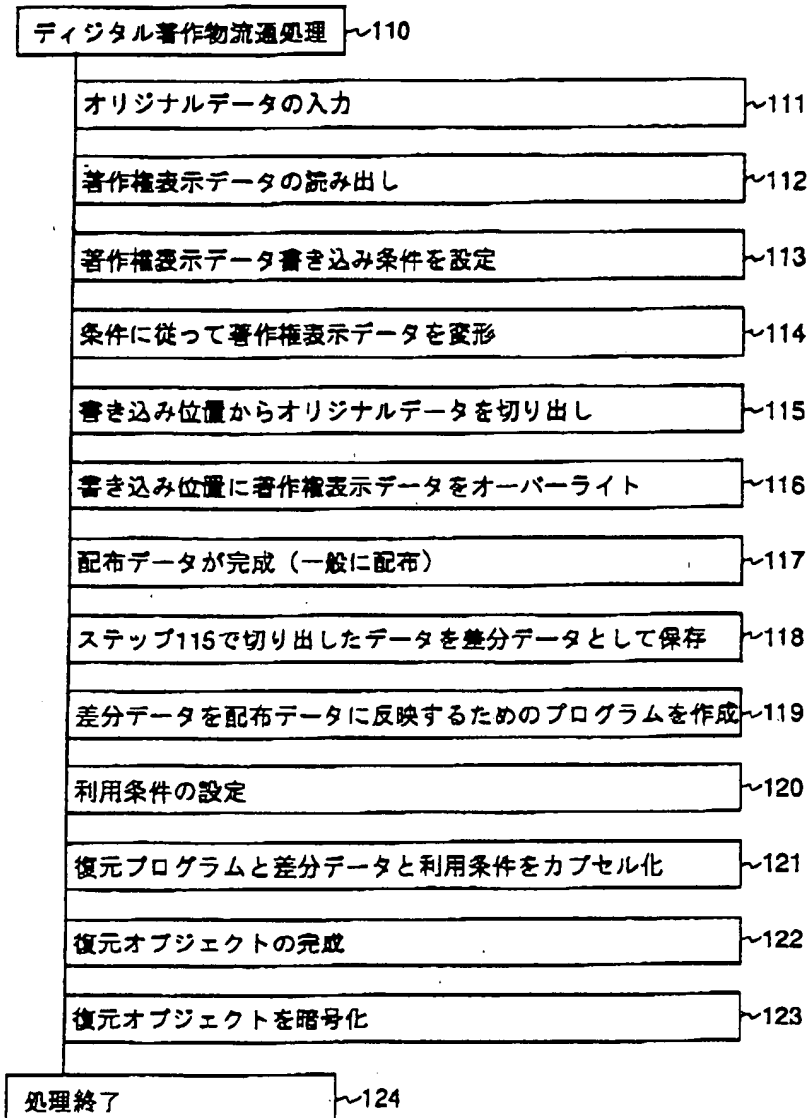 ディジタル著作物流通処理 ~110
オリジナルデータの入力 ~111
著作権表示データの読み出し ~112
著作権表示データ書き込み条件を設定 ~113
条件に従って著作権表示データを変形 ~114
書き込み位置からオリジナルデータを切り出し ~115
書き込み位置に著作権表示データをオーバーライト ~116
配布データが完成（一般に配布） ~117
ステップ115で切り出したデータを差分データとして保存 ~118
差分データを配布データに反映するためのプログラムを作成 ~119
利用条件の設定 ~120
復元プログラムと差分データと利用条件をカプセル化 ~121
復元オブジェクトの完成 ~122
復元オブジェクトを暗号化 ~123
処理終了 ~124